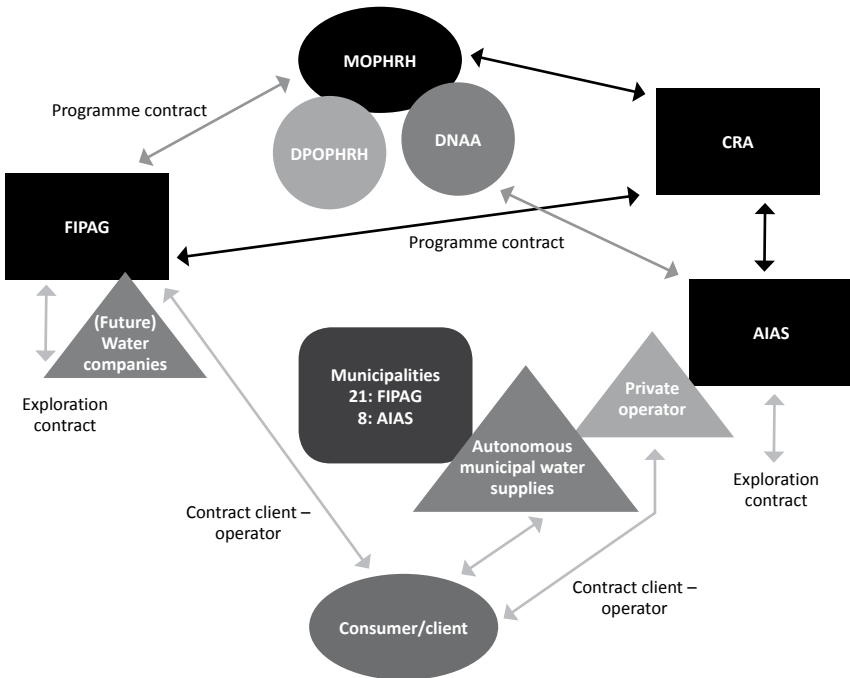 MOPHRH
Programme contract
CRA
DPOPHRH
DNAA
FIPAG
Programme contract
(Future)
Water
companies
AIAS
Municipalities
21: FIPAG
8: AIAS
Private
operator
Exploration
contract
Autonomous
municipal water
supplies
Exploration
contract
Contract client –
operator
Contract client –
operator
Consumer/client